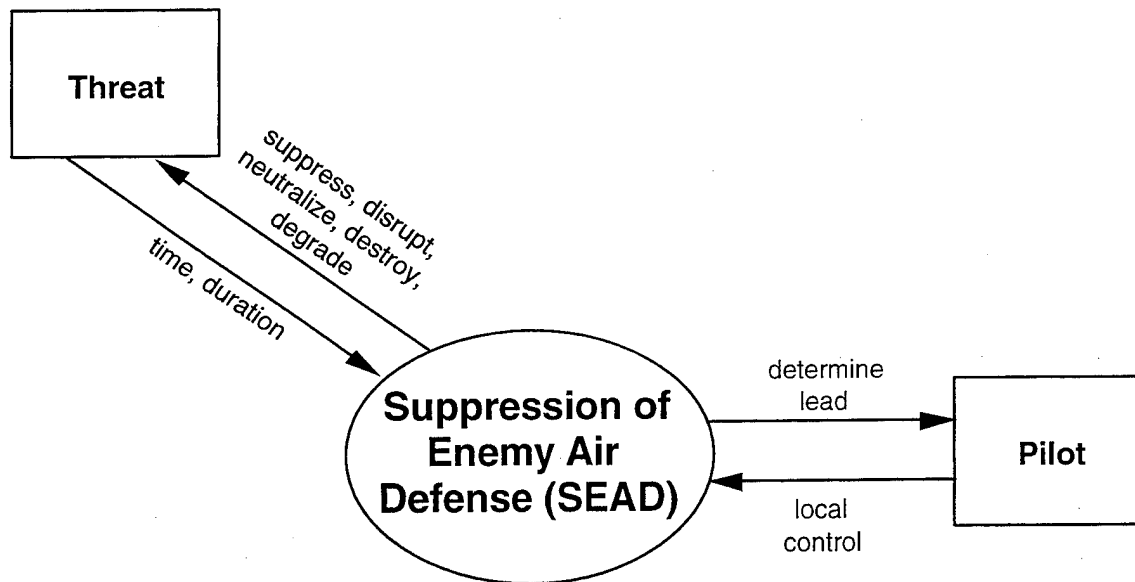 Threat
suppress, disrupt,
neutralize, destroy,
degrade
time, duration
Suppression of
Enemy Air
Defense (SEAD)
determine
lead
Pilot
local
control